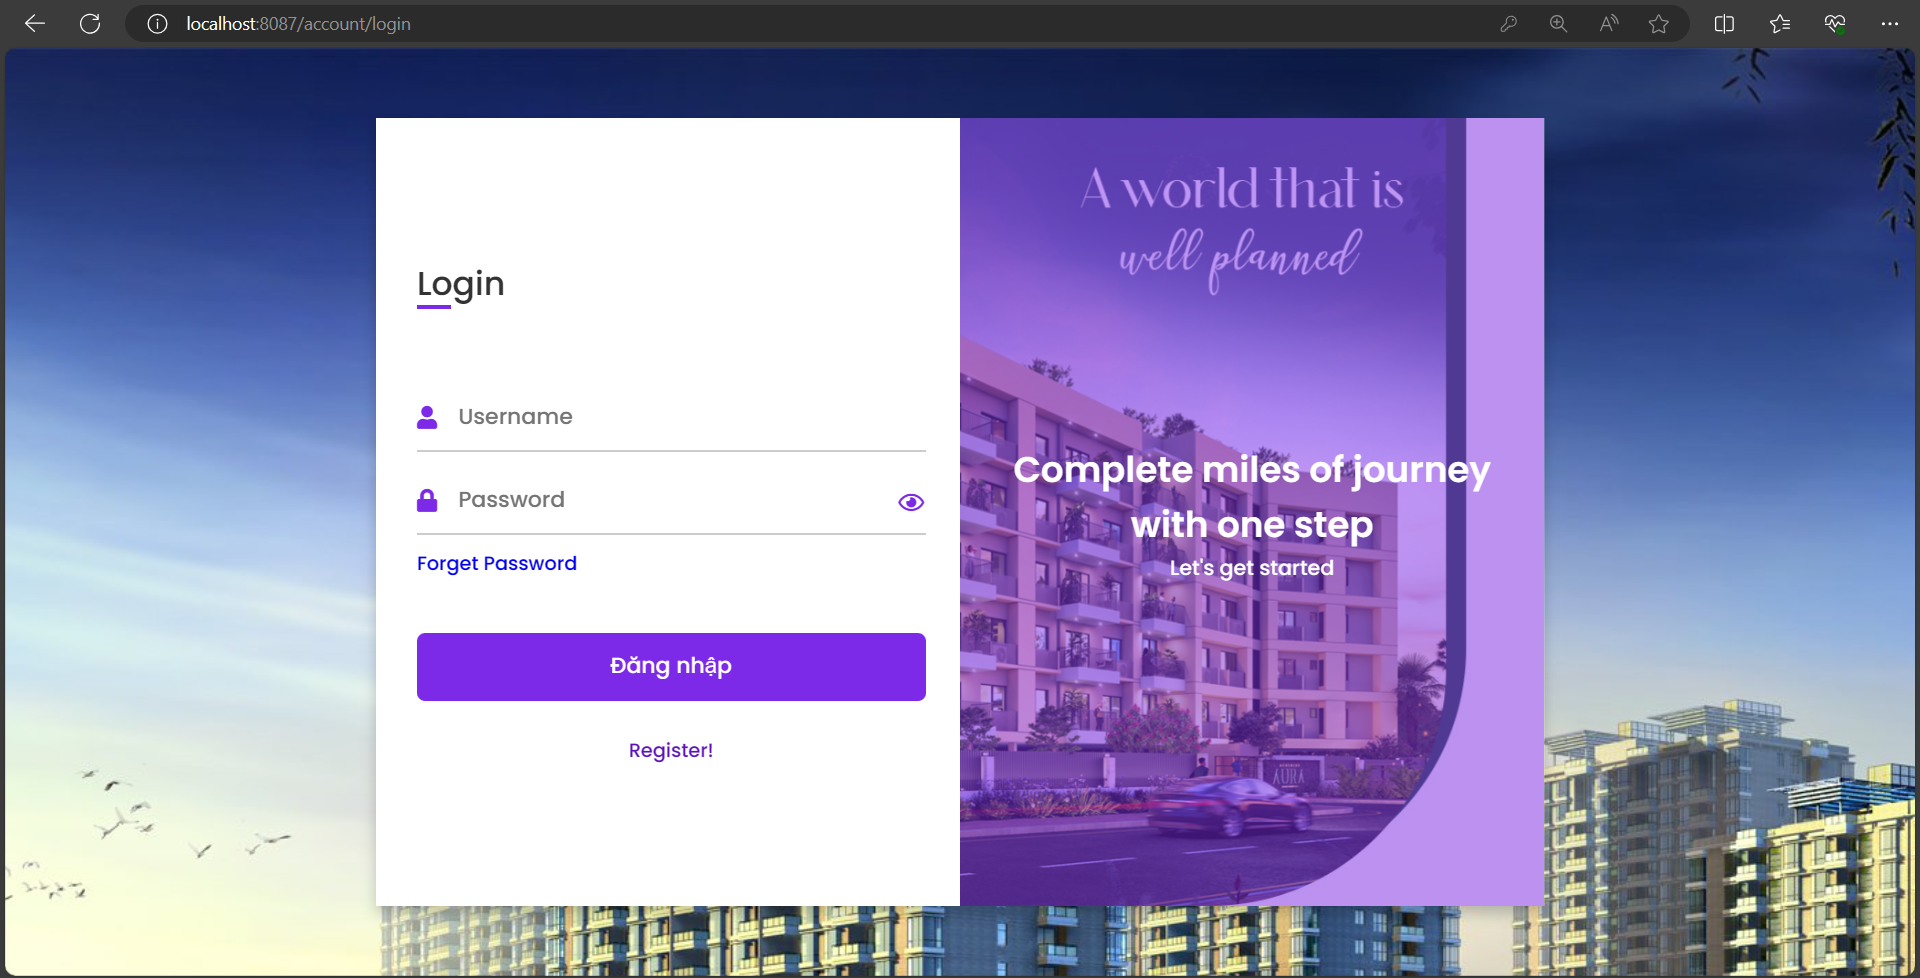 localhost:8087/account/login
Login
Username
Password
Forget Password
Đăng nhập
Register!
A world that is
well planned
Complete miles of journey
with one step
Let's get started
AURA